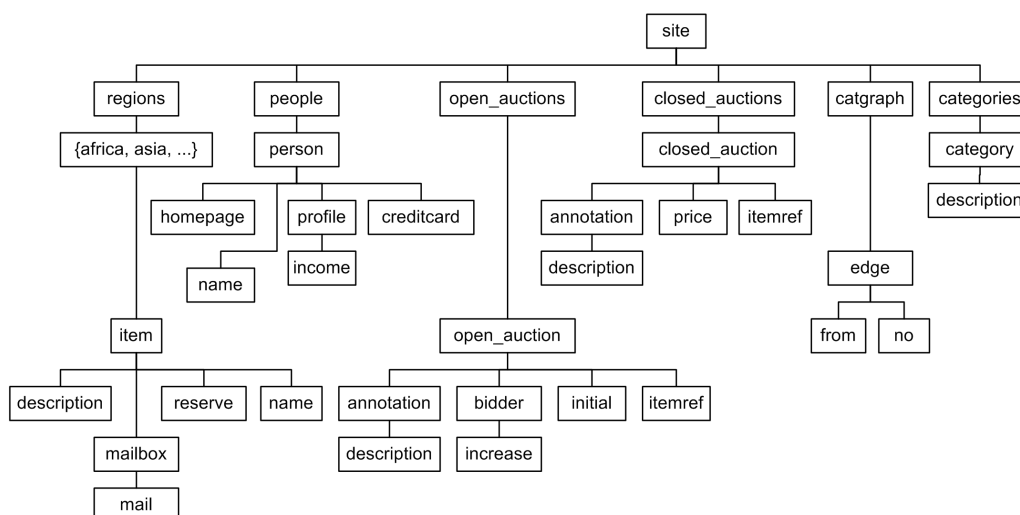 site
regions people open_auctions closed_auctions catgraph categories
{africa, asia, ...} person closed_auction category
homepage profile creditcard annotation price itemref description
name income description edge
item open_auction from no
description reserve name annotation bidder initial itemref
mailbox description increase
mail